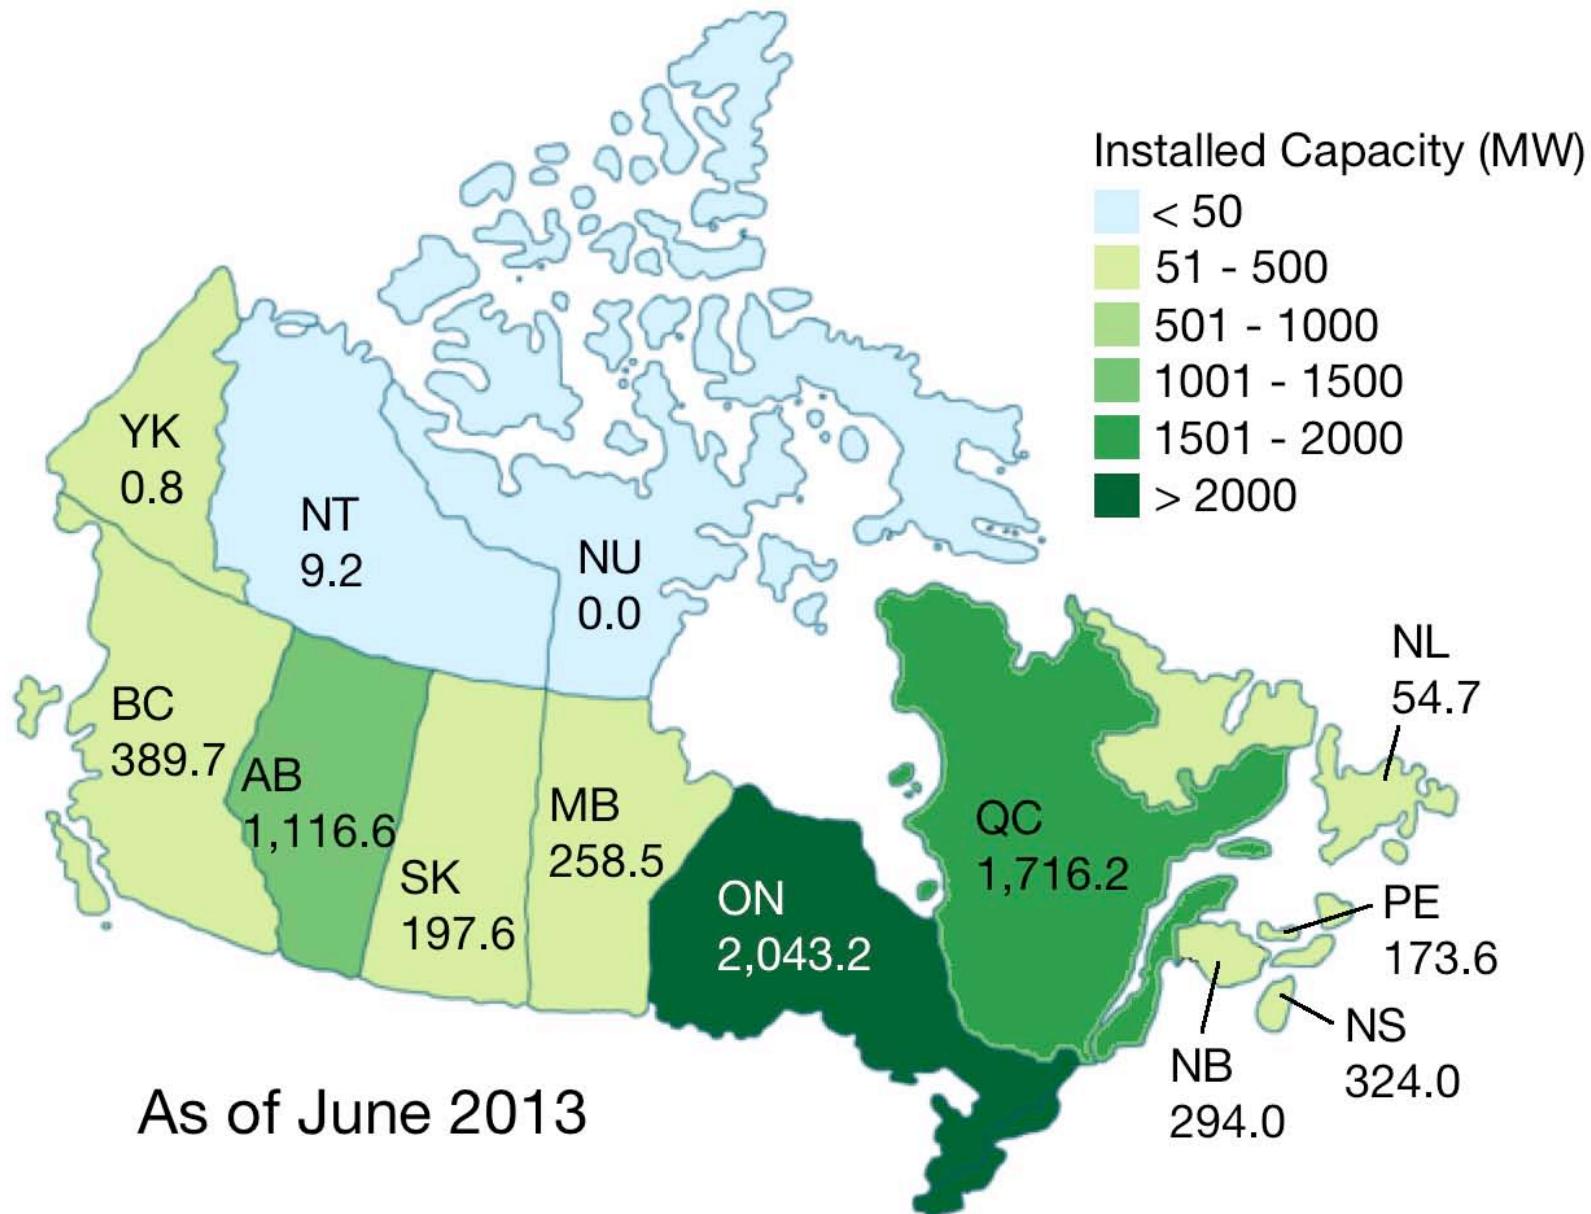 Installed Capacity (MW)
< 50
51 - 500
501 - 1000
1001 - 1500
1501 - 2000
> 2000
YK
0.8
NT
9.2
NU
0.0
BC
389.7
AB
1,116.6
SK
197.6
MB
258.5
ON
2,043.2
QC
1,716.2
NL
54.7
PE
173.6
NS
324.0
NB
294.0
As of June 2013